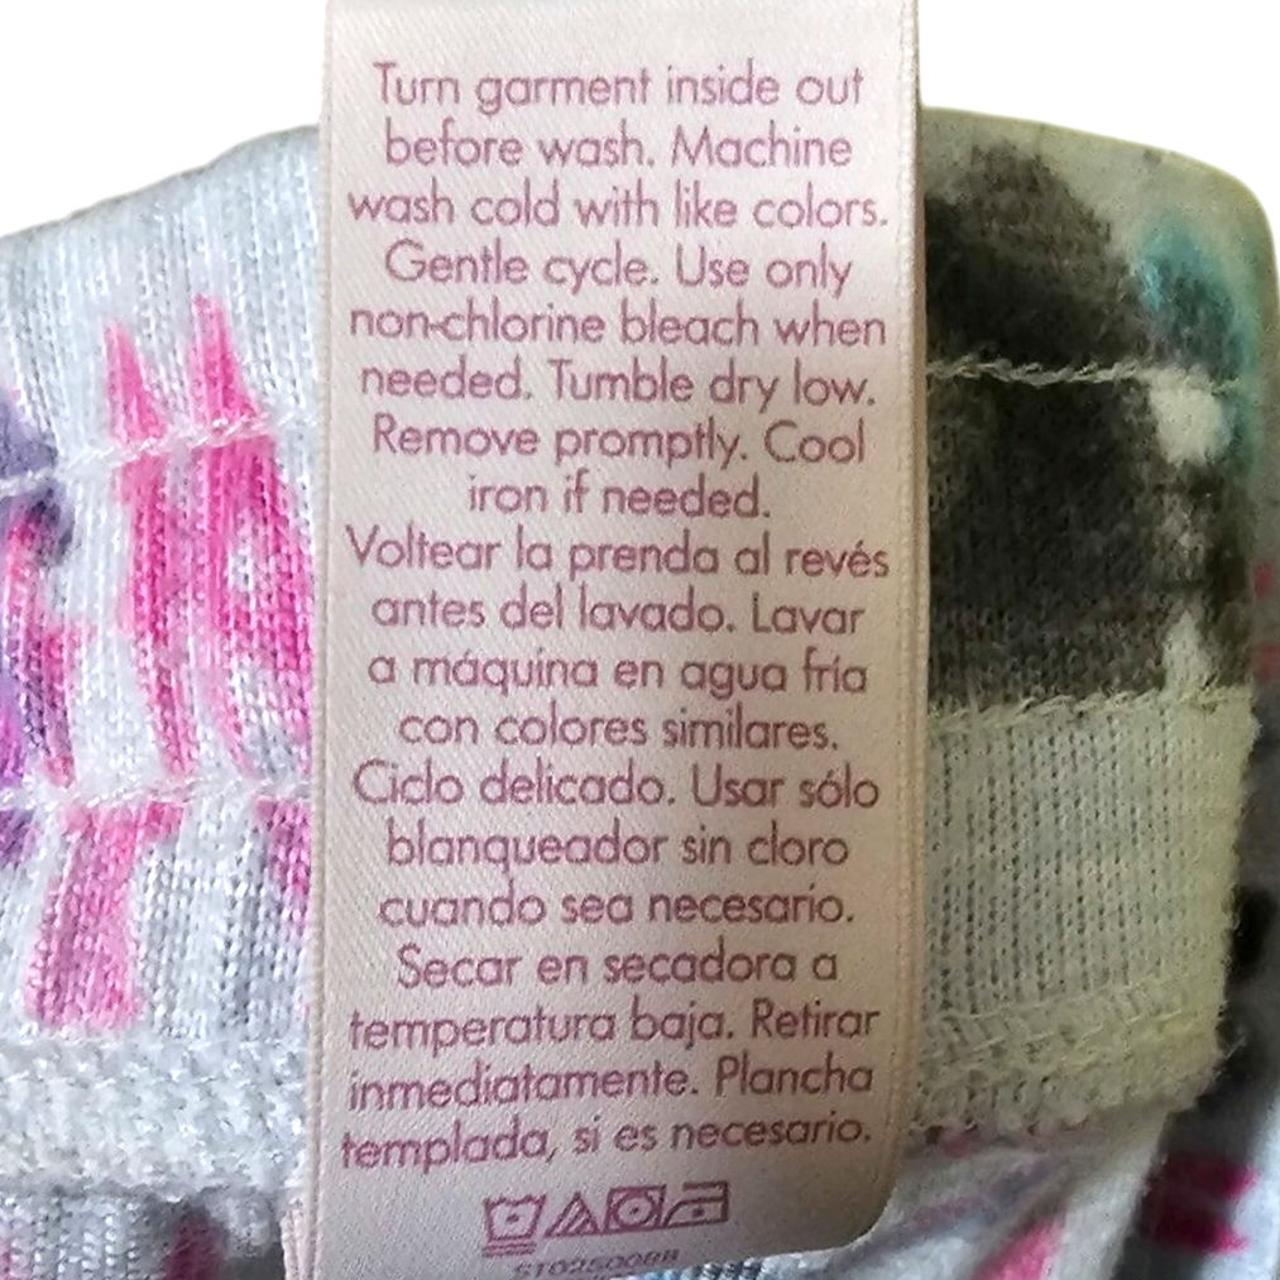 Turn garment inside out
before wash. Machine
wash cold with like colors.
Gentle cycle. Use only
non-chlorine bleach when
needed. Tumble dry low.
Remove promptly. Cool
iron if needed.
Voltear la prenda al revés
antes del lavado. Lavar
a máquina en agua fría
con colores similares.
Ciclo delicado. Usar sólo
blanqueador sin cloro
cuando sea necesario.
Secar en secadora a
temperatura baja. Retirar
inmediatamente. Plancha
templada, si es necesario.